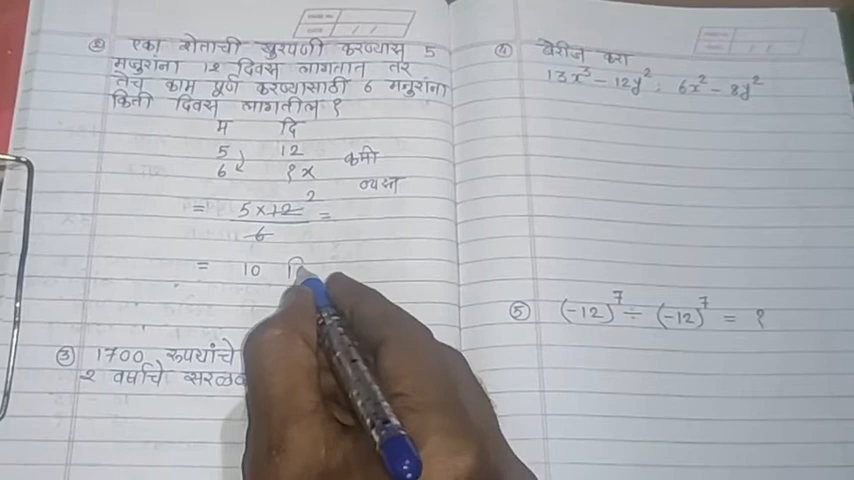 ② एका शेताची खुरपणी करण्यास 5
मजुरांना 12 दिवस लागतात तर
तेच काम पूर्ण करण्यासाठी 6 मजुरांना
किती दिवस लागतील ?
म दि
5 12 कमी
6 ? x व्यस्त
= 5 × 12 2 =
6
= 10 दि
③ 1700 रुपयांचे
२ वर्षाचे सरळव्
④ बेरीज करा
13x³ - 12y² ; 6x² - 8y²
⑤ (-12)⁷ ÷ (-12)⁷ = ?